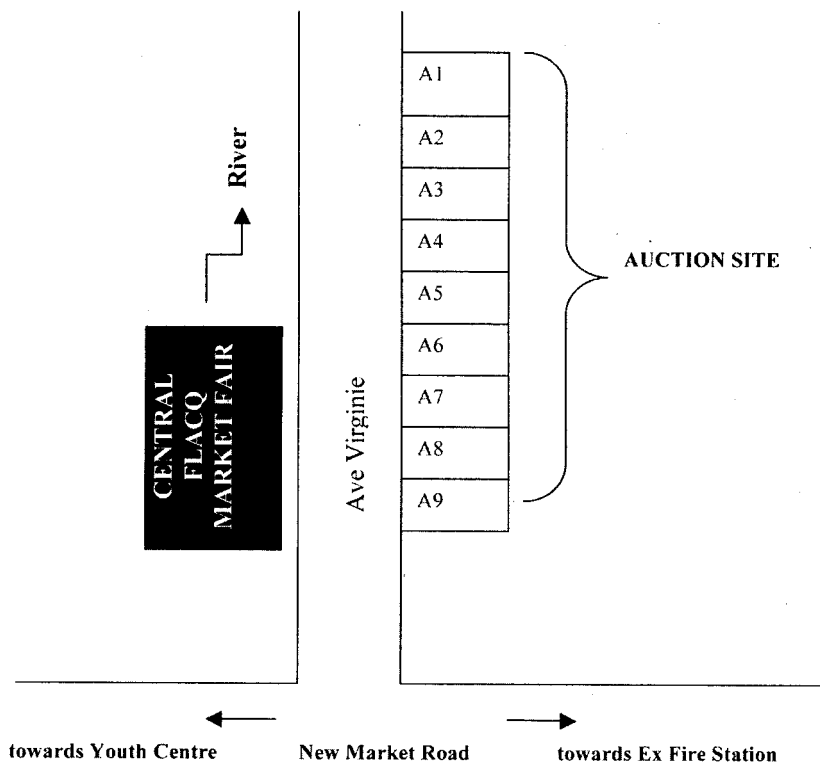 A1
A2
River
A3
A4
AUCTION SITE
A5
A6
CENTRAL
FLACQ
MARKET FAIR
Ave Virginie
A7
A8
A9
towards Youth Centre
New Market Road
towards Ex Fire Station